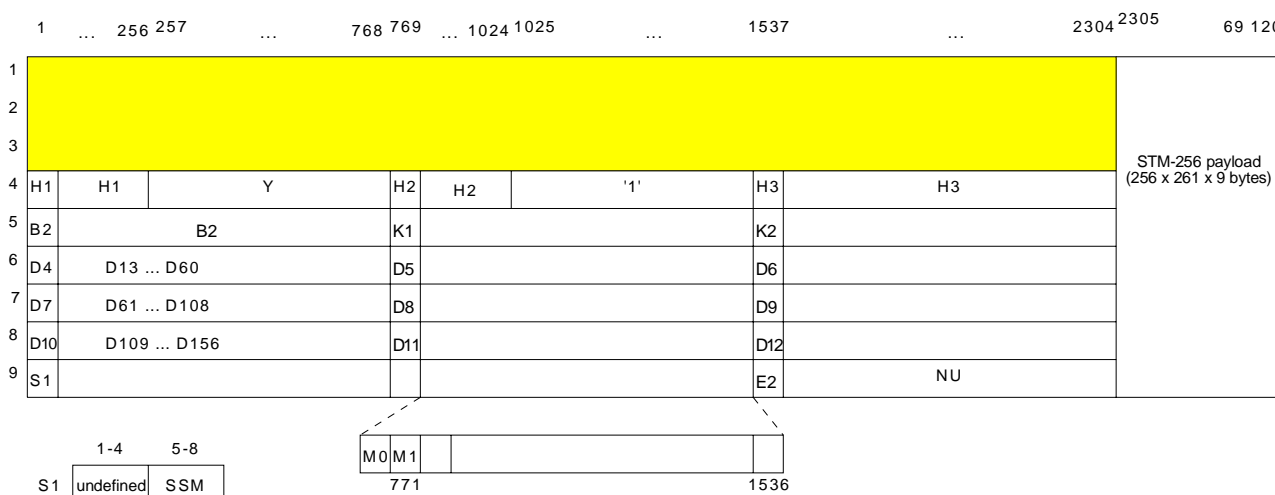 1 ... 256 257 ... 768 769 ... 1024 1025 ... 1537 ... 2304 2305 69 120
1
2
3
STM-256 payload
(256 x 261 x 9 bytes)
4 H1 H1 Y H2 H2 '1' H3 H3
5 B2 B2 K1 K2
6 D4 D13 ... D60 D5 D6
7 D7 D61 ... D108 D8 D9
8 D10 D109 ... D156 D11 D12
9 S1 E2 NU
1-4 5-8
M0 M1
S1 undefined SSM
771 1536